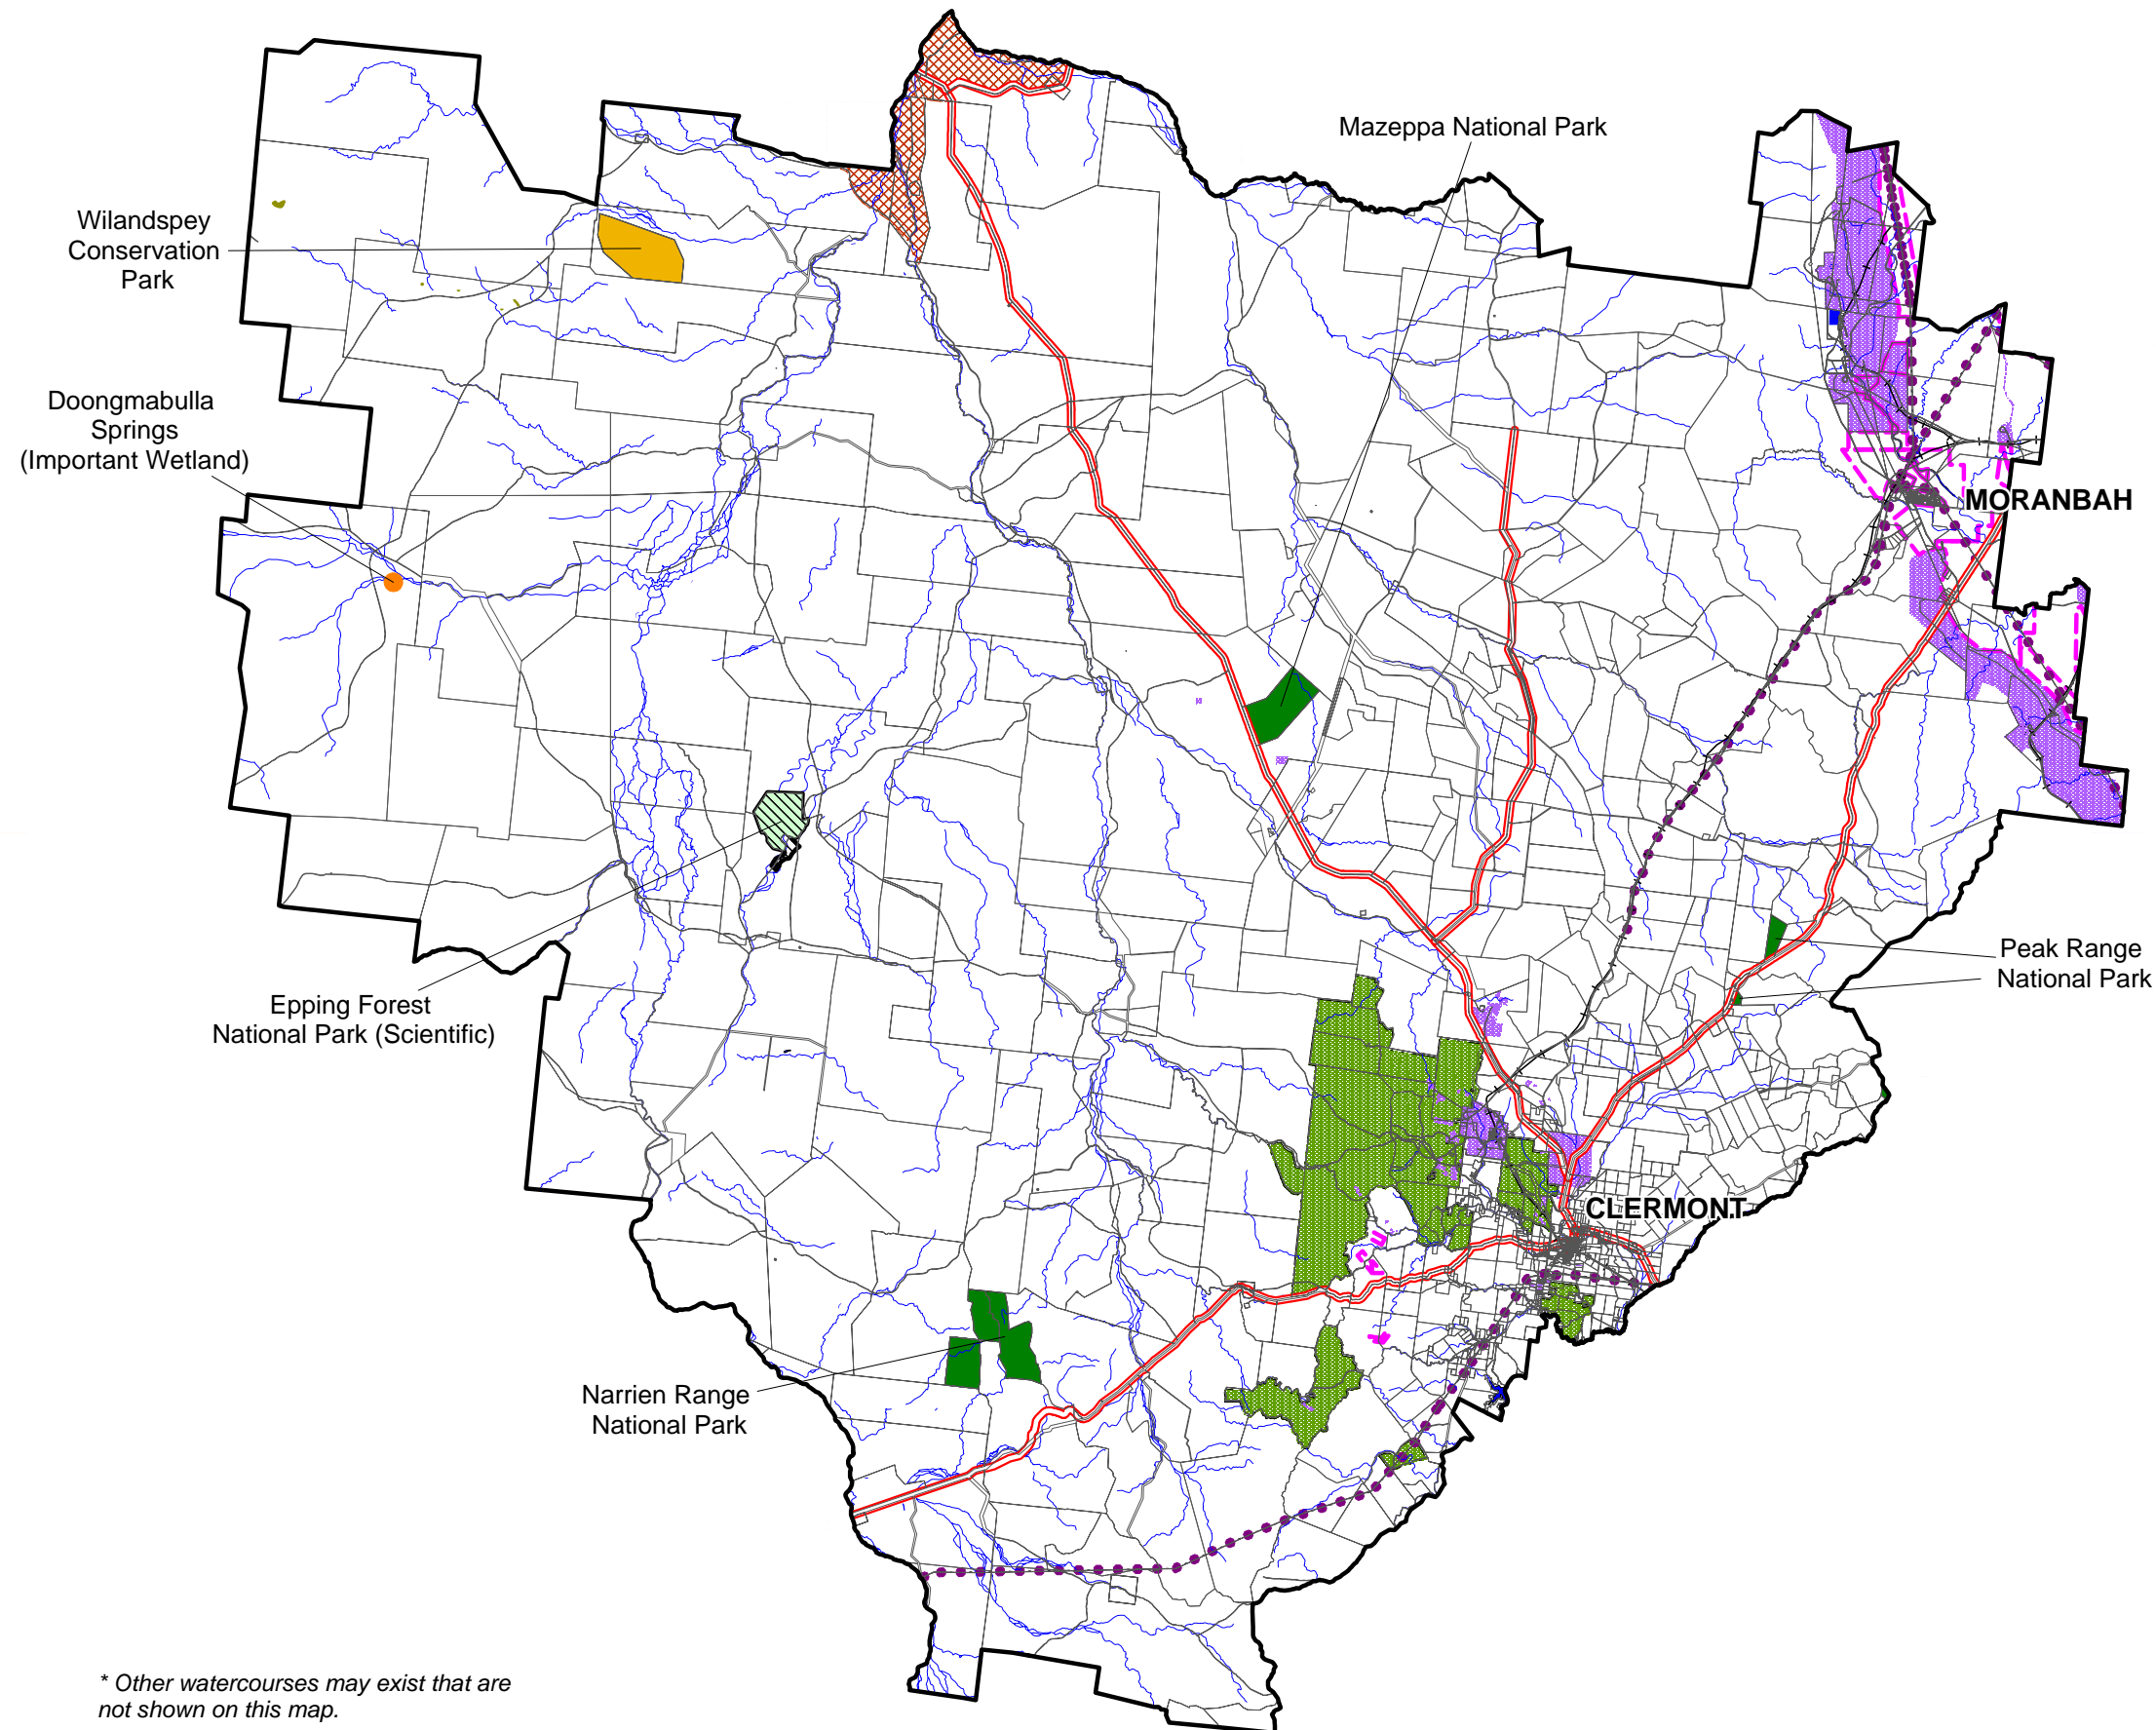 Mazeppa National Park
Wilandspey
Conservation
Park
Doongmabulla
Springs
(Important Wetland)
MORANBAH
Peak Range
National Park
Epping Forest
National Park (Scientific)
CLERMONT
Narrien Range
National Park
* Other watercourses may exist that are
not shown on this map.